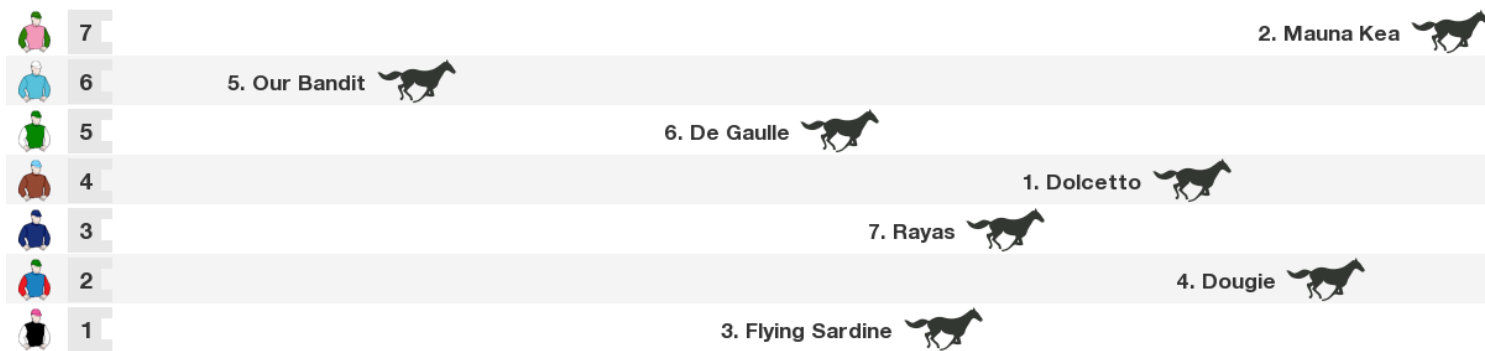 7 2. Mauna Kea
6 5. Our Bandit
5 6. De Gaulle
4 1. Dolcetto
3 7. Rayas
2 4. Dougie
1 3. Flying Sardine